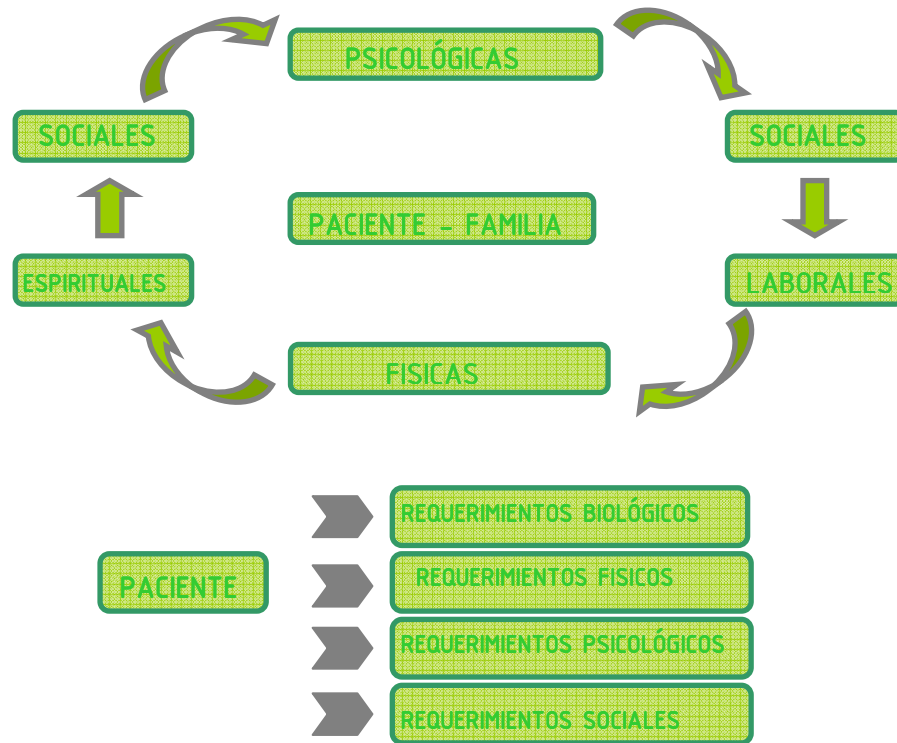 PSICOLÓGICAS
SOCIALES
SOCIALES
PACIENTE - FAMILIA
ESPIRITUALES
LABORALES
FISICAS
REQUERIMIENTOS BIOLÓGICOS
PACIENTE
REQUERIMIENTOS FISICOS
REQUERIMIENTOS PSICOLÓGICOS
REQUERIMIENTOS SOCIALES